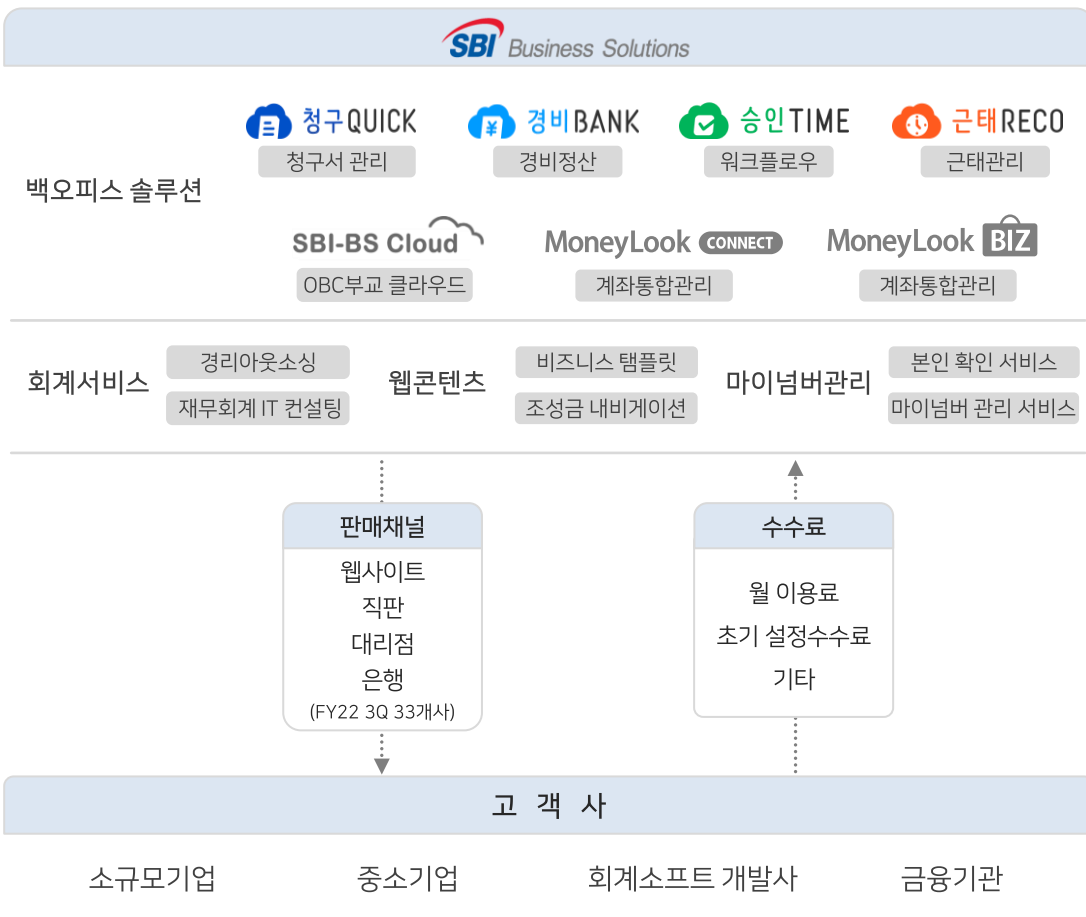 SBI Business Solutions
청구QUICK 경비BANK 승인TIME 근태RECO
청구서 관리 경비정산 워크플로우 근태관리
백오피스 솔루션
SBI-BS Cloud MoneyLook CONNECT MoneyLook BIZ
OBC부교 클라우드 계좌통합관리 계좌통합관리
회계서비스
경리아웃소싱
재무회계 IT 컨설팅
웹콘텐츠
비즈니스 탬플릿
조성금 내비게이션
마이넘버관리
본인 확인 서비스
마이넘버 관리 서비스
판매채널
웹사이트
직판
대리점
은행
(FY22 3Q 33개사)
수수료
월 이용료
초기 설정수수료
기타
고 객 사
소규모기업 중소기업 회계소프트 개발사 금융기관